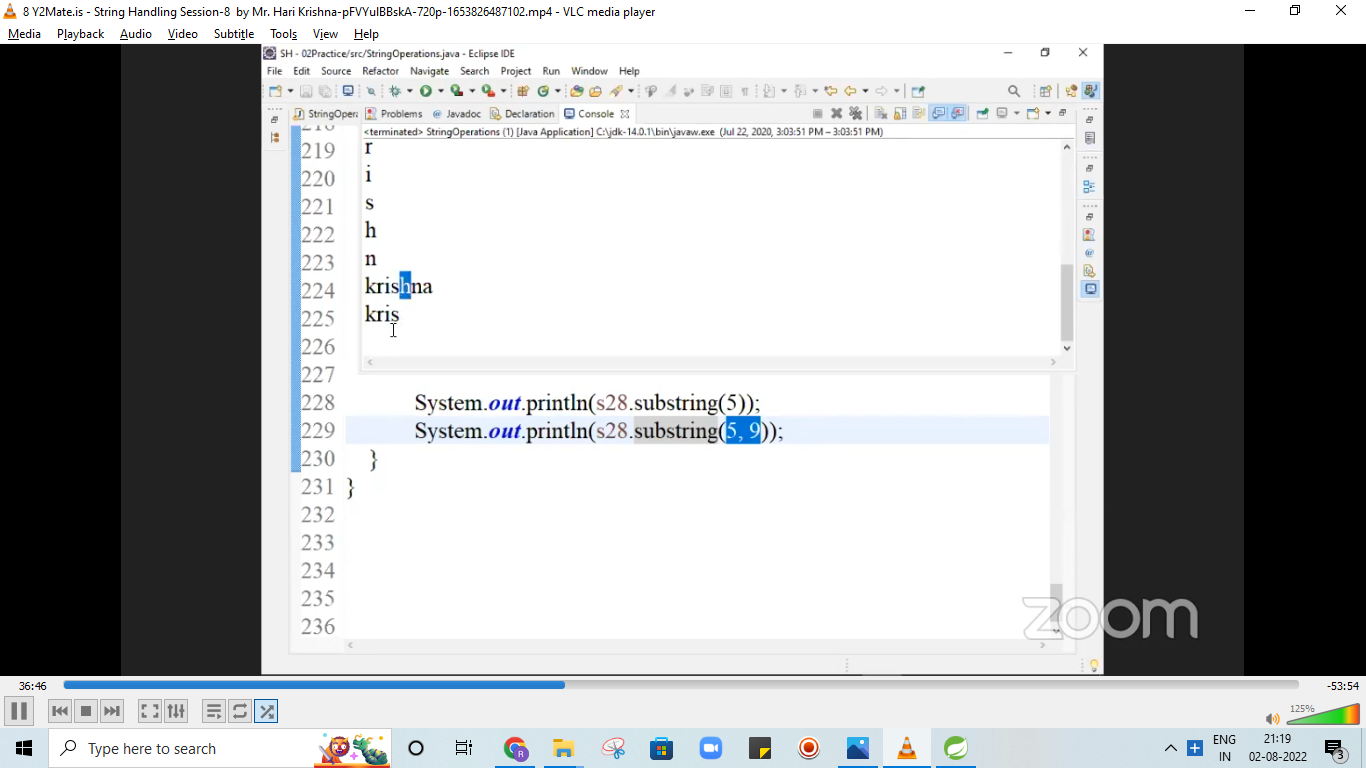 8 Y2Mate.is - String Handling Session-8  by Mr. Hari Krishna-pFVYulBBskA-720p-1653826487102.mp4 - VLC media player
Media Playback Audio Video Subtitle Tools View Help
SH - 02Practice/src/StringOperations.java - Eclipse IDE
File Edit Source Refactor Navigate Search Project Run Window Help
StringOpera Problems Javadoc Declaration Console
<terminated> StringOperations (1) [Java Application] C:\jdk-14.0.1\bin\javaw.exe (Jul 22, 2020, 3:03:51 PM – 3:03:51 PM)
219 r
220 i
221 s
222 h
223 n
224 krishna
225 kris
226
227
228 System.out.println(s28.substring(5));
229 System.out.println(s28.substring(5, 9));
230 }
231 }
232
233
234
235
236
zoom
36:46 -53:54
125%
Type here to search
R
ENG 21:19
IN 02-08-2022
3